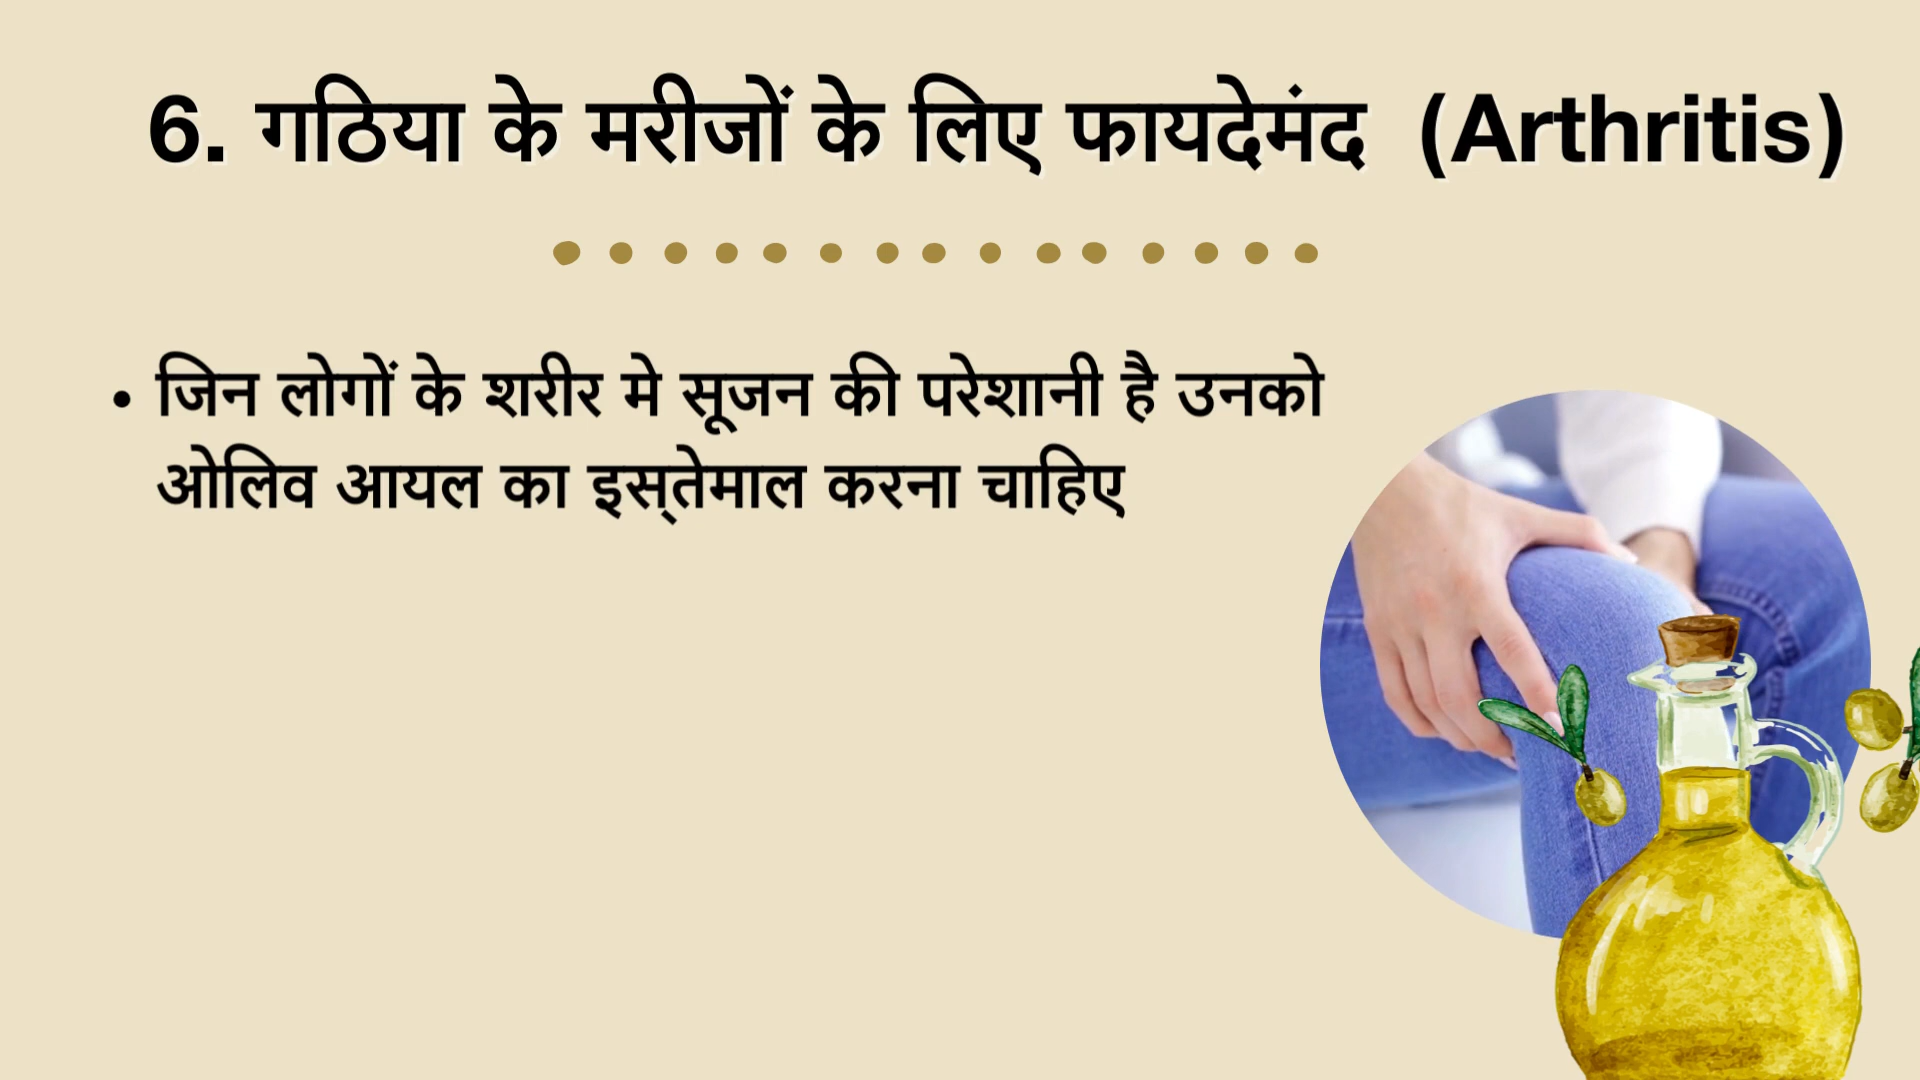 6. गठिया के मरीजों के लिए फायदेमंद (Arthritis)
• जिन लोगों के शरीर मे सूजन की परेशानी है उनको
ओलिव आयल का इस्तेमाल करना चाहिए